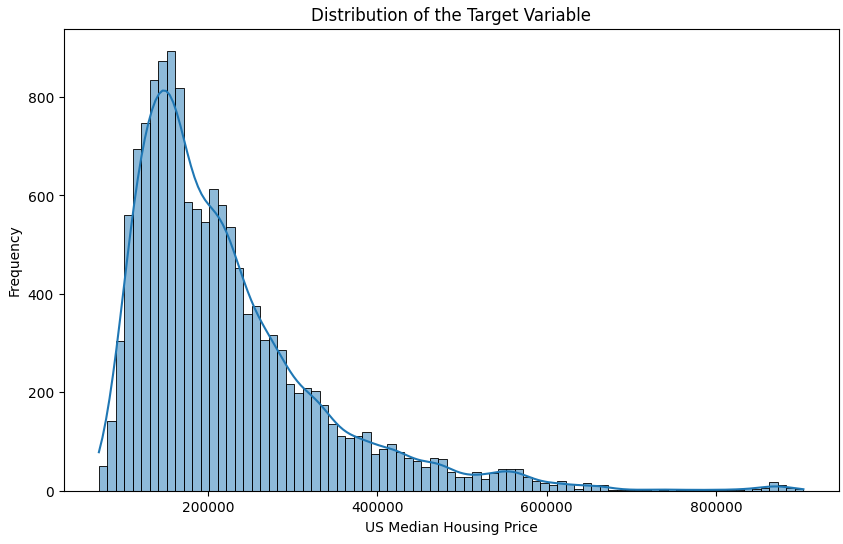 Distribution of the Target Variable
800
600
400
200
0
Frequency
200000 400000 600000 800000
US Median Housing Price